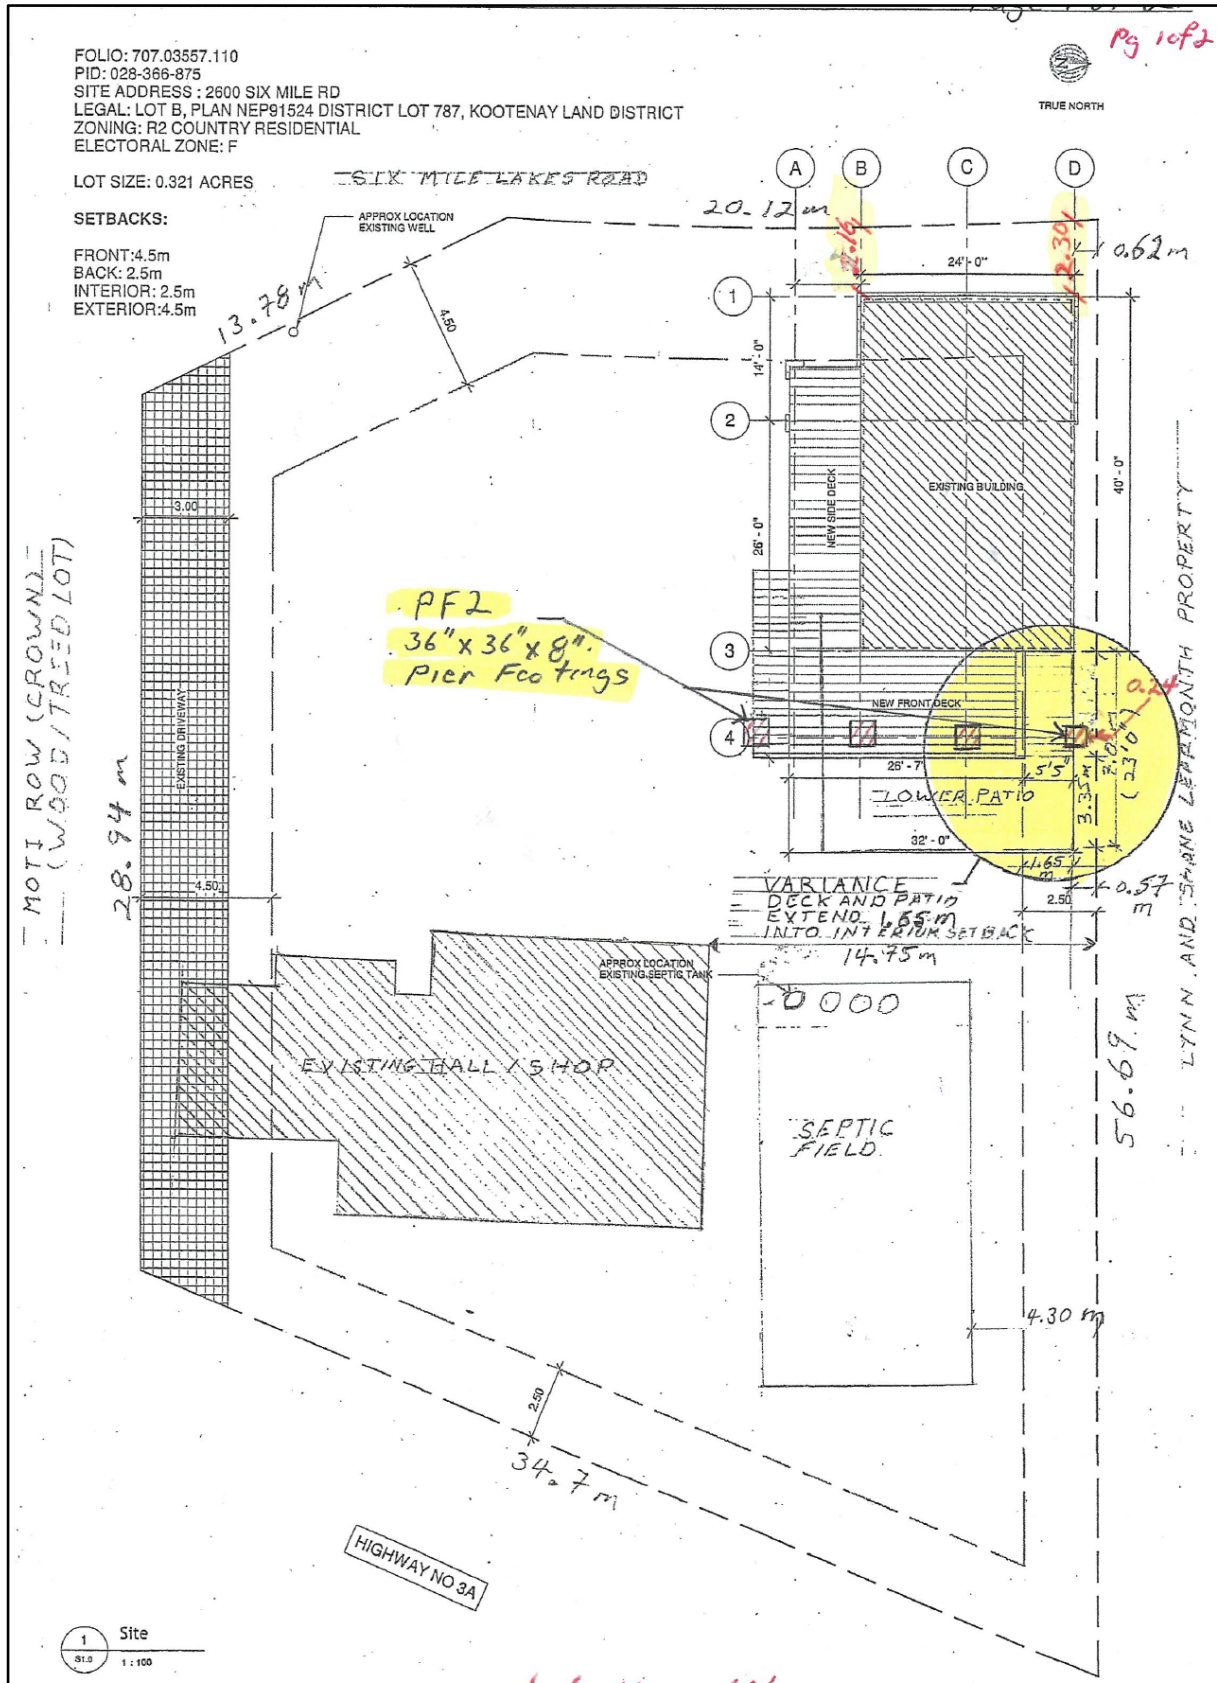 Pg 1of2
FOLIO: 707.03557.110
PID: 028-366-875
SITE ADDRESS : 2600 SIX MILE RD
LEGAL: LOT B, PLAN NEP91524 DISTRICT LOT 787, KOOTENAY LAND DISTRICT
ZONING: R2 COUNTRY RESIDENTIAL
ELECTORAL ZONE: F
LOT SIZE: 0.321 ACRES
TRUE NORTH
SIX MILE LAKES ROAD
SETBACKS:
FRONT:4.5m
BACK: 2.5m
INTERIOR: 2.5m
EXTERIOR:4.5m
APPROX LOCATION
EXISTING WELL
A
B
C
D
20.12 m
2.30
0.62 m
24'-0"
13.78 m
4.50
1
14'-0"
2
40'-0"
EXISTING BUILDING
NEW SIDE DECK
26'-0"
3.00
MOTI ROW (CROWN)
(WOOD/TREED LOT)
28.94 m
EXISTING DRIVEWAY
PF2
36" x 36" x 8"
Pier Footings
3
NEW FRONT DECK
4
0.24
26'-7"
5'5"
LOWER PATIO
3.35m
(23'0")
32'-0"
1.65
m
0.57
m
2.50
LYNN AND SHANE LEARMONTH PROPERTY
VARIANCE
DECK AND PATIO
EXTEND 1.65m
INTO INTERIOR SETBACK
14.75m
4.50
APPROX LOCATION
EXISTING SEPTIC TANK
EXISTING HALL / SHOP
SEPTIC
FIELD
56.69 m
4.30 m
2.50
34.7 m
HIGHWAY NO 3A
1
S1.0
Site
1 : 100